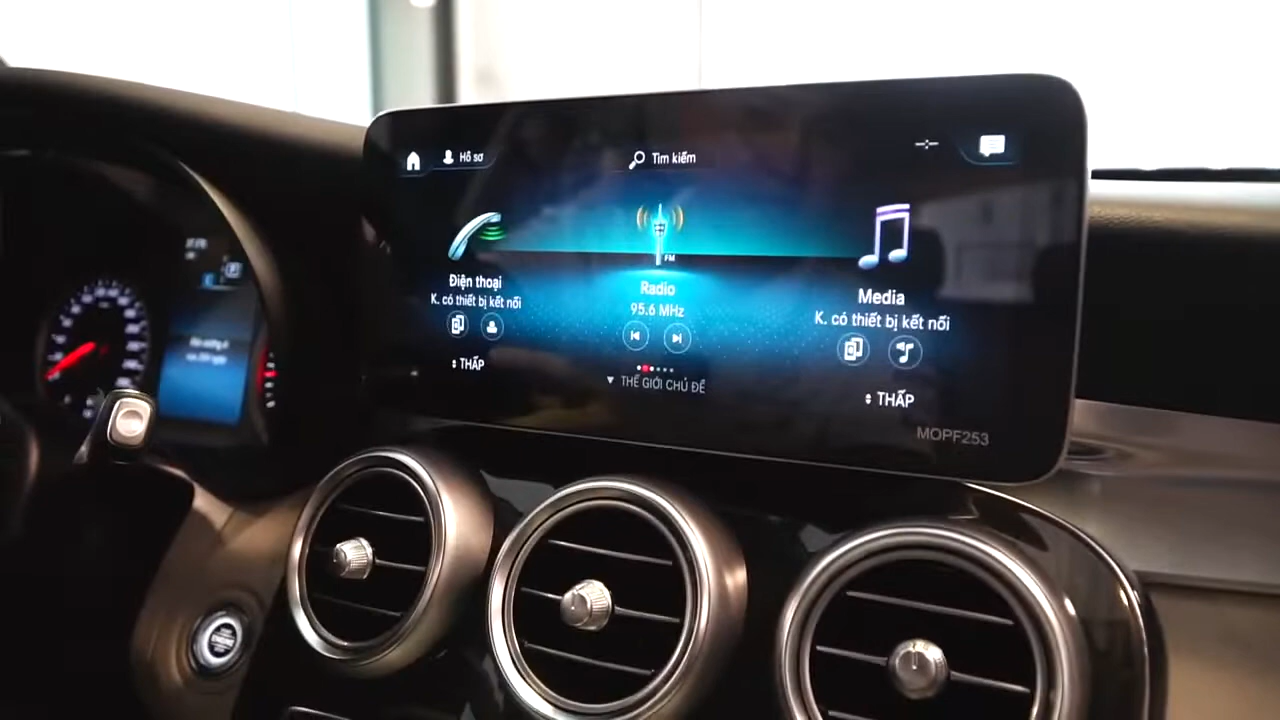 Hồ sơ
Tìm kiếm
FM
Điện thoại
K. có thiết bị kết nối
THẤP
Radio
95.6 MHz
THẾ GIỚI CHỦ ĐỀ
Media
K. có thiết bị kết nối
THẤP
MOPF253
ENGINE